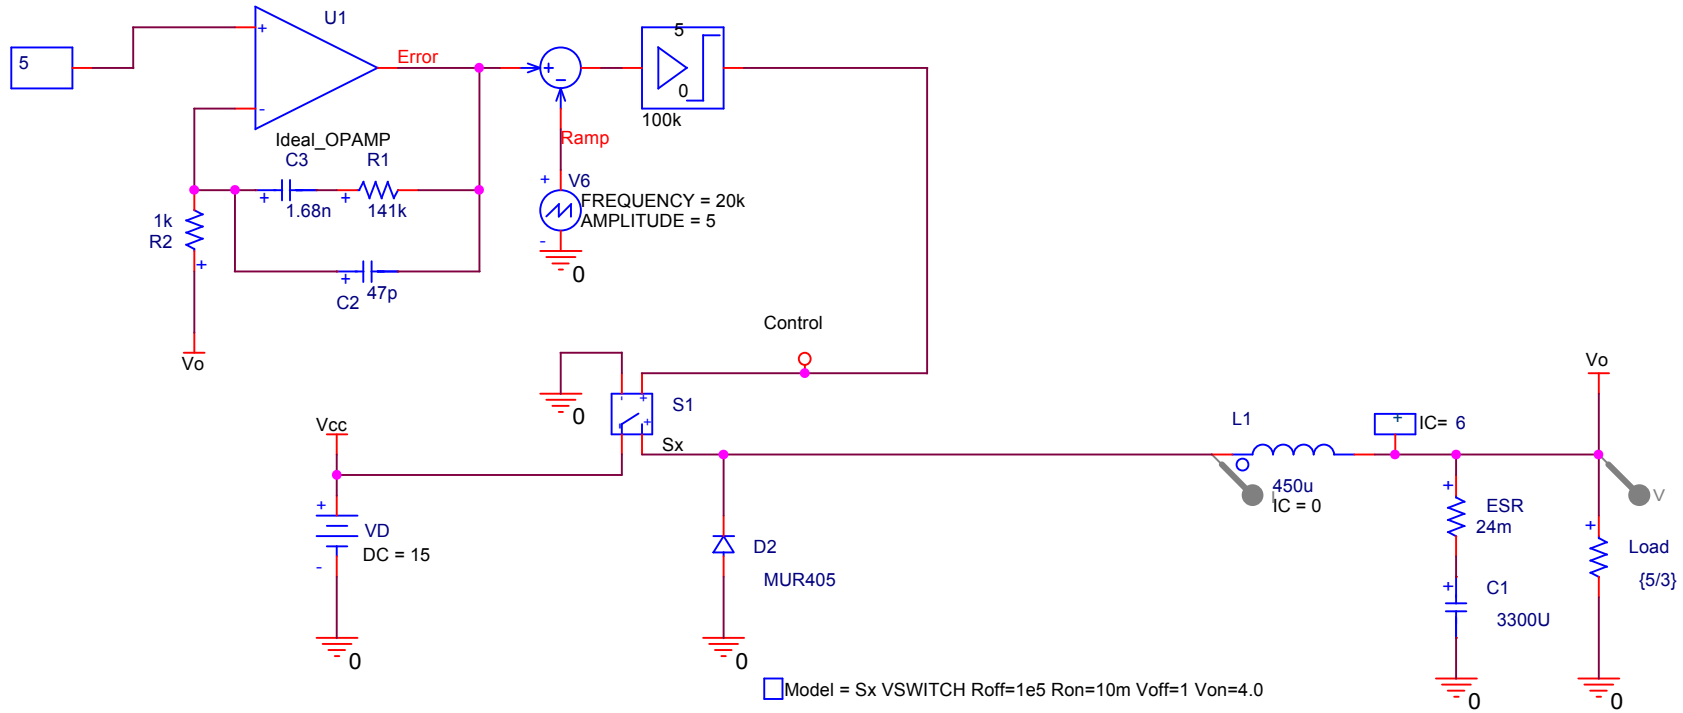 U1
5
+
Error
-
+
-
5
0
100k
Ideal_OPAMP
C3
R1
+
+
1.68n
141k
Ramp
+
V6
FREQUENCY = 20k
AMPLITUDE = 5
-
0
1k
R2
+
+
C2
47p
Vo
Control
0
-
+
+
S1
Sx
Vcc
+
VD
DC = 15
-
0
D2
MUR405
0
L1
450u
IC = 0
+
IC= 6
Vo
V
+
ESR
24m
+
C1
3300U
0
+
Load
{5/3}
0
Model = Sx VSWITCH Roff=1e5 Ron=10m Voff=1 Von=4.0